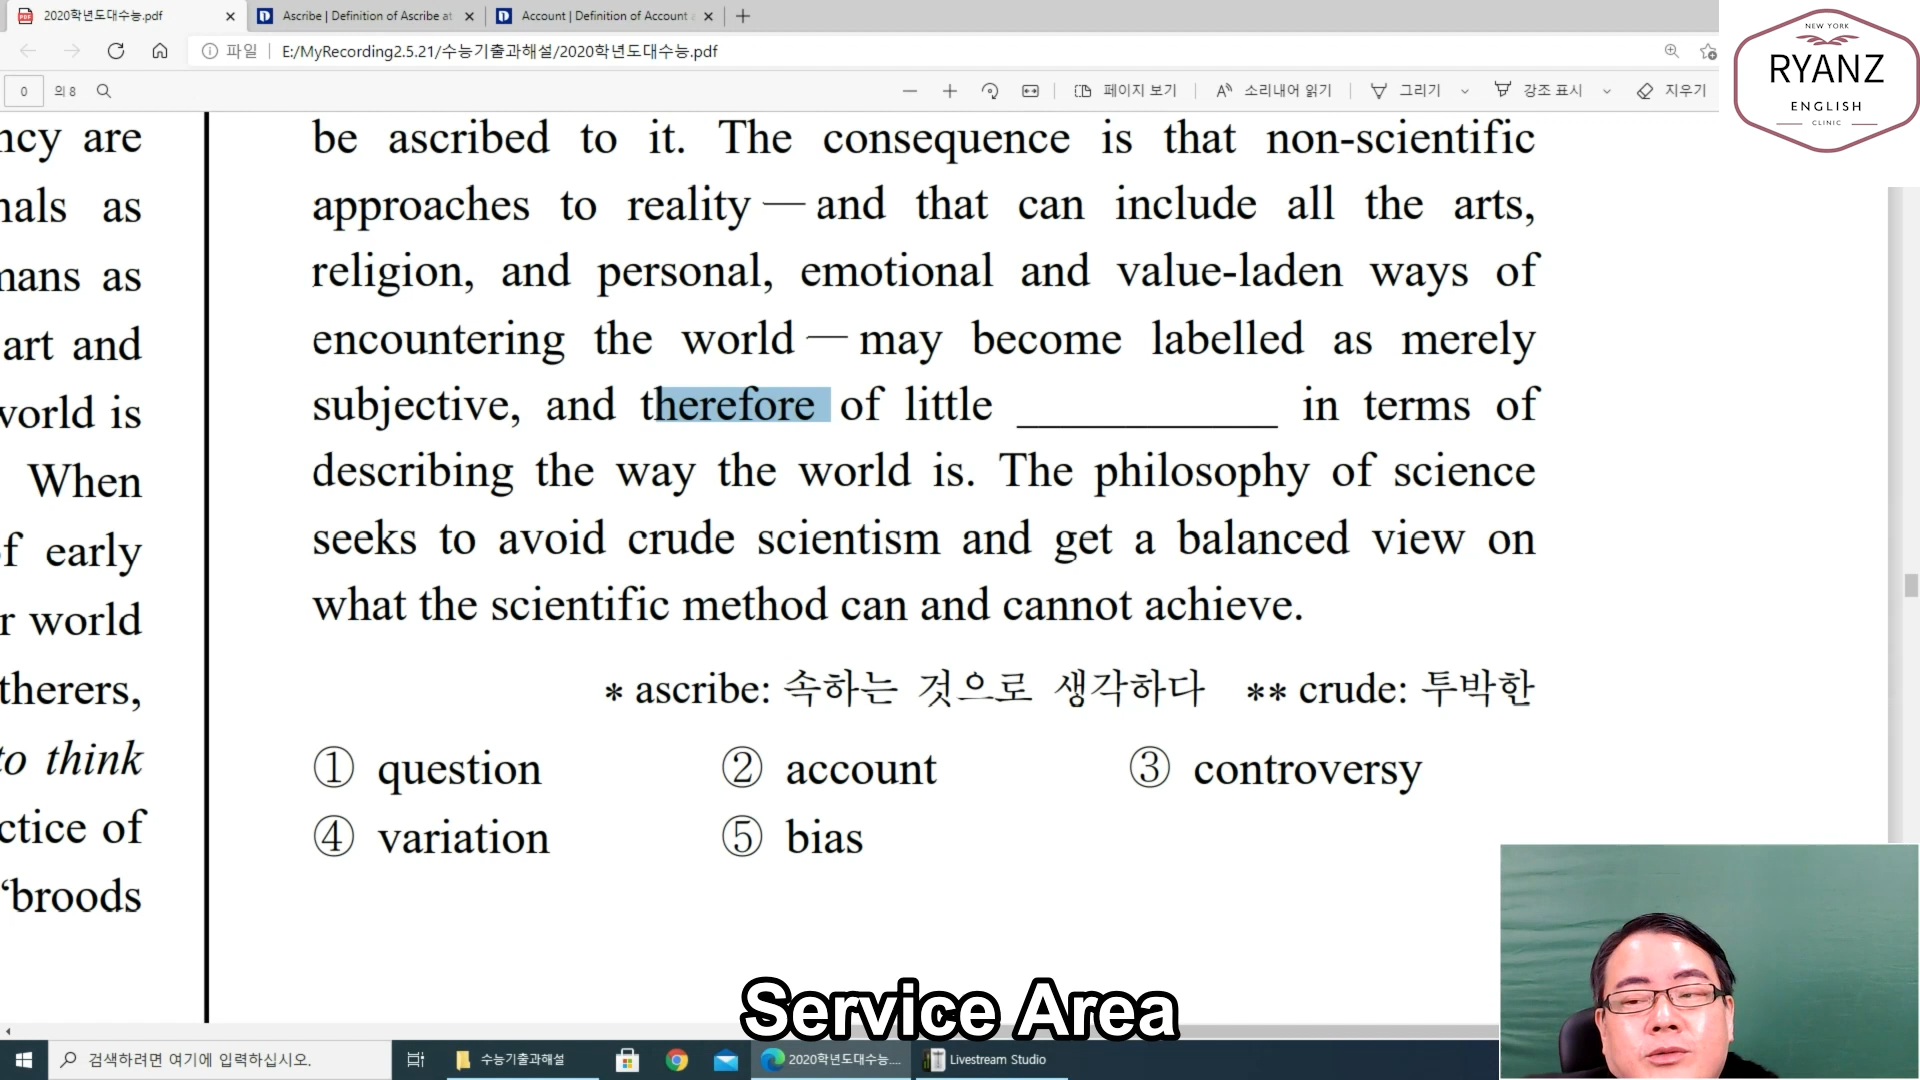 2020학년도대수능.pdf
Ascribe | Definition of Ascribe at
Account | Definition of Account a
파일
E:/MyRecording2.5.21/수능기출과해설/2020학년도대수능.pdf
0 의 8
페이지 보기
소리내어 읽기
그리기
강조 표시
지우기
NEW YORK
RYANZ
ENGLISH
CLINIC
ncy are
nals as
mans as
art and
world is
When
of early
r world
therers,
to think
ctice of
“broods
be ascribed to it. The consequence is that non-scientific
approaches to reality — and that can include all the arts,
religion, and personal, emotional and value-laden ways of
encountering the world — may become labelled as merely
subjective, and therefore of little ____________ in terms of
describing the way the world is. The philosophy of science
seeks to avoid crude scientism and get a balanced view on
what the scientific method can and cannot achieve.
* ascribe: 속하는 것으로 생각하다 ** crude: 투박한
① question ② account ③ controversy
④ variation ⑤ bias
Service Area
검색하려면 여기에 입력하십시오.
수능기출과해설
2020학년도대수능....
Livestream Studio